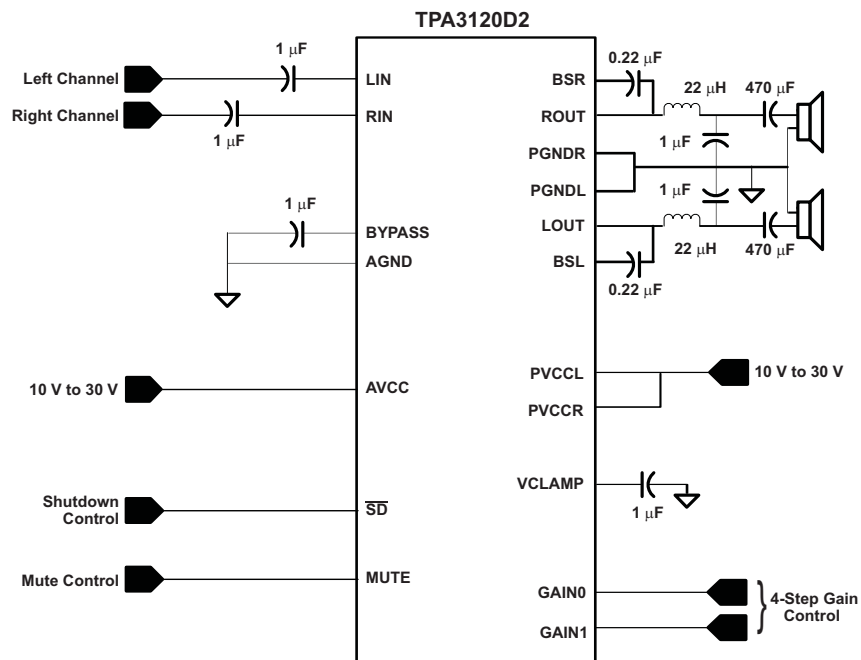 TPA3120D2
1 μF
Left Channel
LIN
Right Channel
RIN
1 μF
1 μF
BYPASS
AGND
10 V to 30 V
AVCC
Shutdown
Control
SD
Mute Control
MUTE
0.22 μF
BSR
22 μH
470 μF
ROUT
1 μF
PGNDR
PGNDL
1 μF
LOUT
22 μH
470 μF
BSL
0.22 μF
PVCCL
10 V to 30 V
PVCCR
VCLAMP
1 μF
GAIN0
4-Step Gain
Control
GAIN1